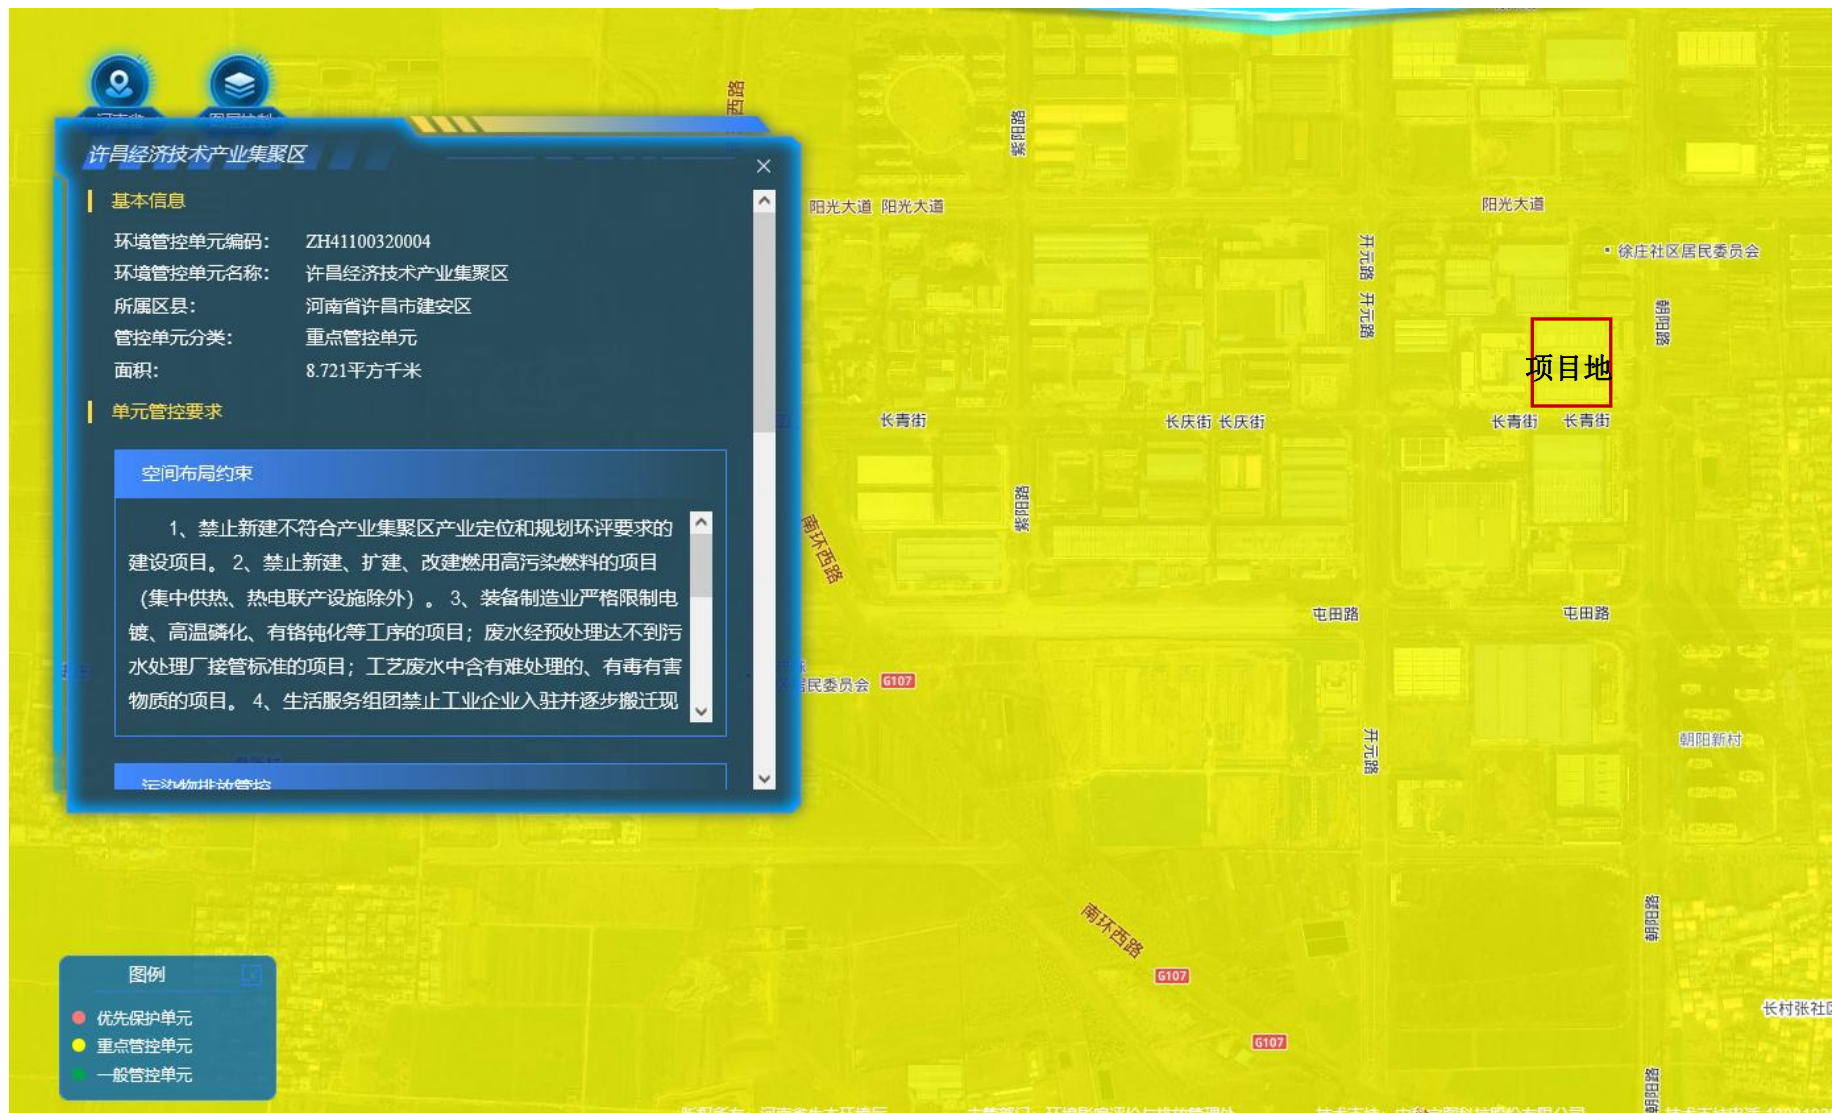 许昌经济技术产业集聚区
基本信息
环境管控单元编码: ZH41100320004
环境管控单元名称: 许昌经济技术产业集聚区
所属区县: 河南省许昌市建安区
管控单元分类: 重点管控单元
面积: 8.721平方千米
单元管控要求
空间布局约束
1、禁止新建不符合产业集聚区产业定位和规划环评要求的
建设项目。 2、禁止新建、扩建、改建燃用高污染燃料的项目
（集中供热、热电联产设施除外）。 3、装备制造业严格限制电
镀、高温磷化、有铬钝化等工序的项目；废水经预处理达不到污
水处理厂接管标准的项目；工艺废水中含有难处理的、有毒有害
物质的项目。 4、生活服务组团禁止工业企业入驻并逐步搬迁现
污染物排放管控
图例
优先保护单元
重点管控单元
一般管控单元
西路
紫阳路
阳光大道 阳光大道
阳光大道
开元路 开元路
徐庄社区居民委员会
朝阳路
项目地
长青街
长庆街 长庆街
长青街 长青街
紫阳路
南环西路
屯田路
屯田路
居民委员会
G107
开元路
朝阳新村
南环西路
G107
朝阳路
长村张社区
G107
朝阳路